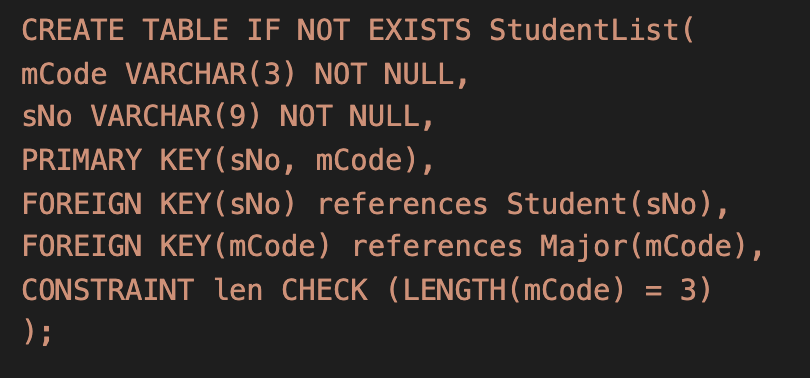 CREATE TABLE IF NOT EXISTS StudentList(
mCode VARCHAR(3) NOT NULL,
sNo VARCHAR(9) NOT NULL,
PRIMARY KEY(sNo, mCode),
FOREIGN KEY(sNo) references Student(sNo),
FOREIGN KEY(mCode) references Major(mCode),
CONSTRAINT len CHECK (LENGTH(mCode) = 3)
);